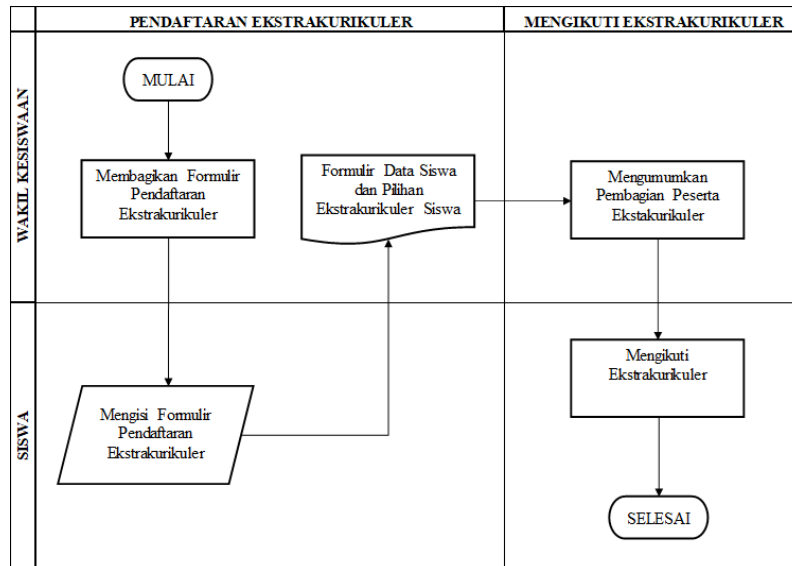 PENDAFTARAN EKSTRAKURIKULER
MENGIKUTI EKSTRAKURIKULER
WAKIL KESISWAAN
MULAI
Membagikan Formulir
Pendaftaran
Ekstrakurikuler
Formulir Data Siswa
dan Pilihan
Ekstrakurikuler Siswa
Mengumumkan
Pembagian Peserta
Ekstakurikuler
SISWA
Mengisi Formulir
Pendaftaran
Ekstrakurikuler
Mengikuti
Ekstrakurikuler
SELESAI